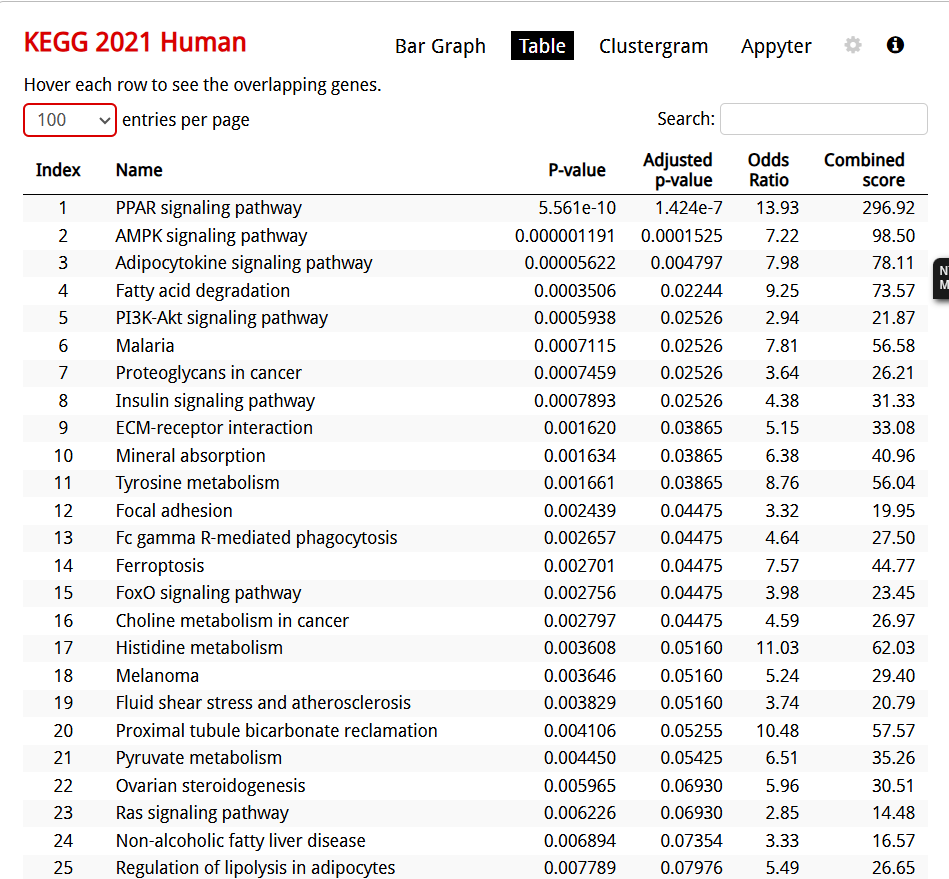 KEGG 2021 Human
Bar Graph Table Clustergram Appyter
Hover each row to see the overlapping genes.
100 entries per page Search:
Index Name P-value Adjusted p-value Odds Ratio Combined score
1 PPAR signaling pathway 5.561e-10 1.424e-7 13.93 296.92
2 AMPK signaling pathway 0.000001191 0.0001525 7.22 98.50
3 Adipocytokine signaling pathway 0.00005622 0.004797 7.98 78.11
4 Fatty acid degradation 0.0003506 0.02244 9.25 73.57
5 PI3K-Akt signaling pathway 0.0005938 0.02526 2.94 21.87
6 Malaria 0.0007115 0.02526 7.81 56.58
7 Proteoglycans in cancer 0.0007459 0.02526 3.64 26.21
8 Insulin signaling pathway 0.0007893 0.02526 4.38 31.33
9 ECM-receptor interaction 0.001620 0.03865 5.15 33.08
10 Mineral absorption 0.001634 0.03865 6.38 40.96
11 Tyrosine metabolism 0.001661 0.03865 8.76 56.04
12 Focal adhesion 0.002439 0.04475 3.32 19.95
13 Fc gamma R-mediated phagocytosis 0.002657 0.04475 4.64 27.50
14 Ferroptosis 0.002701 0.04475 7.57 44.77
15 FoxO signaling pathway 0.002756 0.04475 3.98 23.45
16 Choline metabolism in cancer 0.002797 0.04475 4.59 26.97
17 Histidine metabolism 0.003608 0.05160 11.03 62.03
18 Melanoma 0.003646 0.05160 5.24 29.40
19 Fluid shear stress and atherosclerosis 0.003829 0.05160 3.74 20.79
20 Proximal tubule bicarbonate reclamation 0.004106 0.05255 10.48 57.57
21 Pyruvate metabolism 0.004450 0.05425 6.51 35.26
22 Ovarian steroidogenesis 0.005965 0.06930 5.96 30.51
23 Ras signaling pathway 0.006226 0.06930 2.85 14.48
24 Non-alcoholic fatty liver disease 0.006894 0.07354 3.33 16.57
25 Regulation of lipolysis in adipocytes 0.007789 0.07976 5.49 26.65